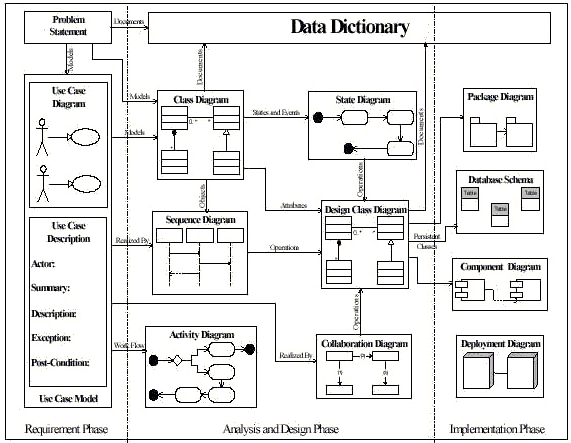 Problem
Statement
Documents
Data Dictionary
Models
Documents
Documents
Use Case
Diagram
Models
Class Diagram
0..*
*
States and Events
State Diagram
Package Diagram
Models
Objects
Attributes
Operations
Database Schema
Table
Table
Table
Use Case
Description
Actor:
Summary:
Description:
Exception:
Post-Condition:
Use Case Model
Realized By
Sequence Diagram
Operations
Design Class Diagram
0..*
*
Persistent
Classes
Component Diagram
Operations
Work Flow
Activity Diagram
Realized By
Collaboration Diagram
Deployment Diagram
Requirement Phase
Analysis and Design Phase
Implementation Phase